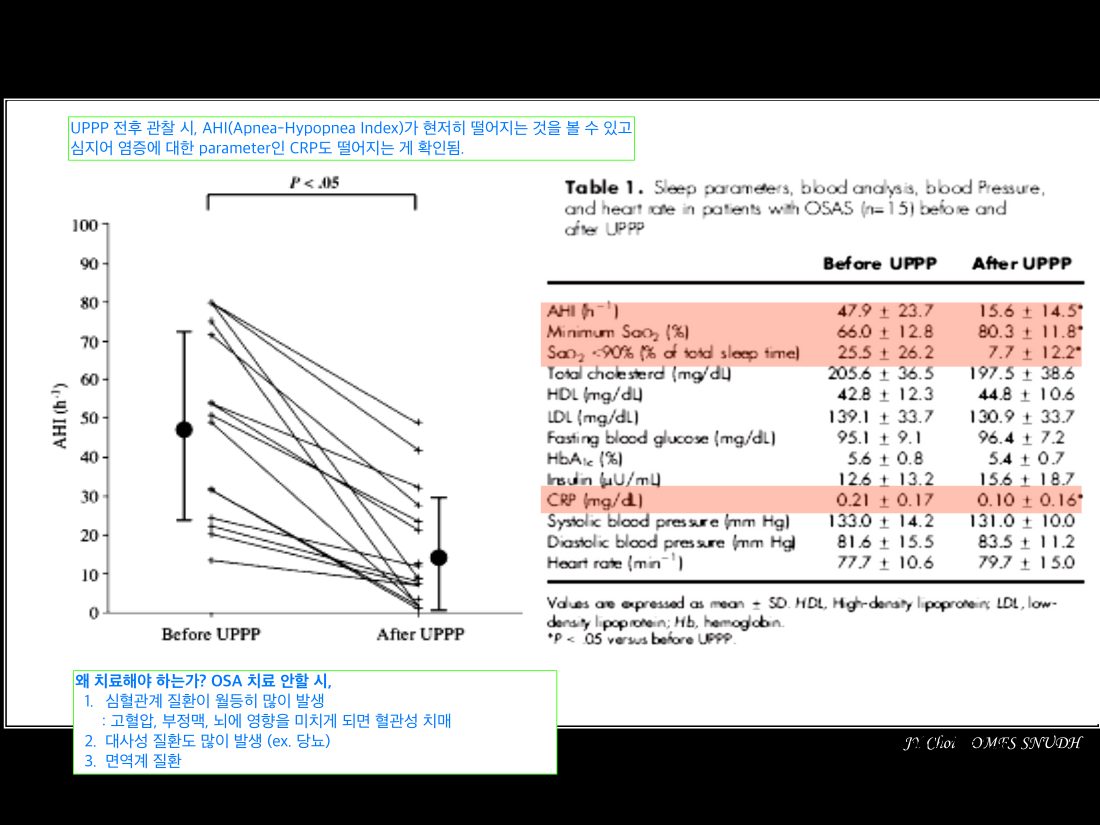 UPPP 전후 관찰 시, AHI(Apnea-Hypopnea Index)가 현저히 떨어지는 것을 볼 수 있고
심지어 염증에 대한 parameter인 CRP도 떨어지는 게 확인됨.
P < .05
AHI (h⁻¹)
100
90
80
70
60
50
40
30
20
10
0
Before UPPP After UPPP
Table 1. Sleep parameters, blood analysis, blood Pressure,
and heart rate in patients with OSAS (n=15) before and
after UPPP
Before UPPP After UPPP
AHI (h⁻¹) 47.9 ± 23.7 15.6 ± 14.5*
Minimum SaO₂ (%) 66.0 ± 12.8 80.3 ± 11.8*
SaO₂ <90% (% of total sleep time) 25.5 ± 26.2 7.7 ± 12.2*
Total cholesterol (mg/dL) 205.6 ± 36.5 197.5 ± 38.6
HDL (mg/dL) 42.8 ± 12.3 44.8 ± 10.6
LDL (mg/dL) 139.1 ± 33.7 130.9 ± 33.7
Fasting blood glucose (mg/dL) 95.1 ± 9.1 96.4 ± 7.2
HbA₁c (%) 5.6 ± 0.8 5.4 ± 0.7
Insulin (µU/mL) 12.6 ± 13.2 15.6 ± 18.7
CRP (mg/dL) 0.21 ± 0.17 0.10 ± 0.16*
Systolic blood pressure (mm Hg) 133.0 ± 14.2 131.0 ± 10.0
Diastolic blood pressure (mm Hg) 81.6 ± 15.5 83.5 ± 11.2
Heart rate (min⁻¹) 77.7 ± 10.6 79.7 ± 15.0
Values are expressed as mean ± SD. HDL, High-density lipoprotein; LDL, low-
density lipoprotein; Hb, hemoglobin.
*P < .05 versus before UPPP.
왜 치료해야 하는가? OSA 치료 안할 시,
1. 심혈관계 질환이 월등히 많이 발생
: 고혈압, 부정맥, 뇌에 영향을 미치게 되면 혈관성 치매
2. 대사성 질환도 많이 발생 (ex. 당뇨)
3. 면역계 질환
JY Choi OMFS SNUDH